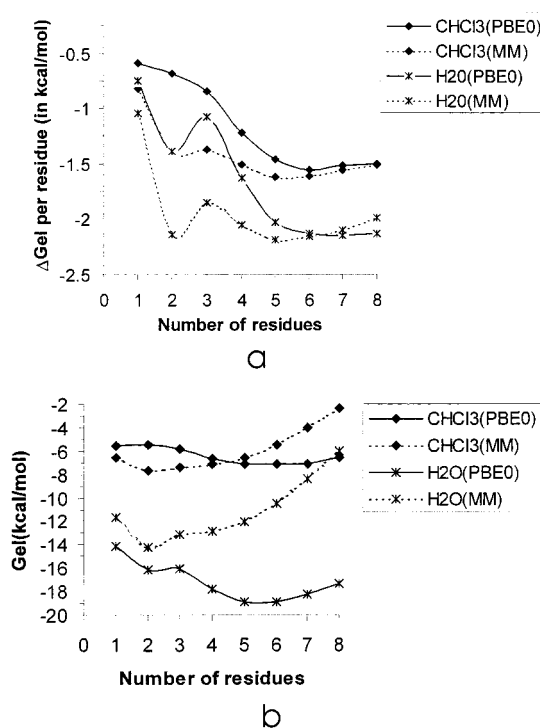 CHCl3(PBE0)
CHCl3(MM)
H20(PBE0)
H20(MM)
ΔGel per residue (in kcal/mol)
-0.5
-1
-1.5
-2
-2.5
0 1 2 3 4 5 6 7 8
Number of residues
a
CHCl3(PBE0)
CHCl3(MM)
H2O(PBE0)
H2O(MM)
Gel(kcal/mol)
-2
-4
-6
-8
-10
-12
-14
-16
-18
-20
0 1 2 3 4 5 6 7 8
Number of residues
b